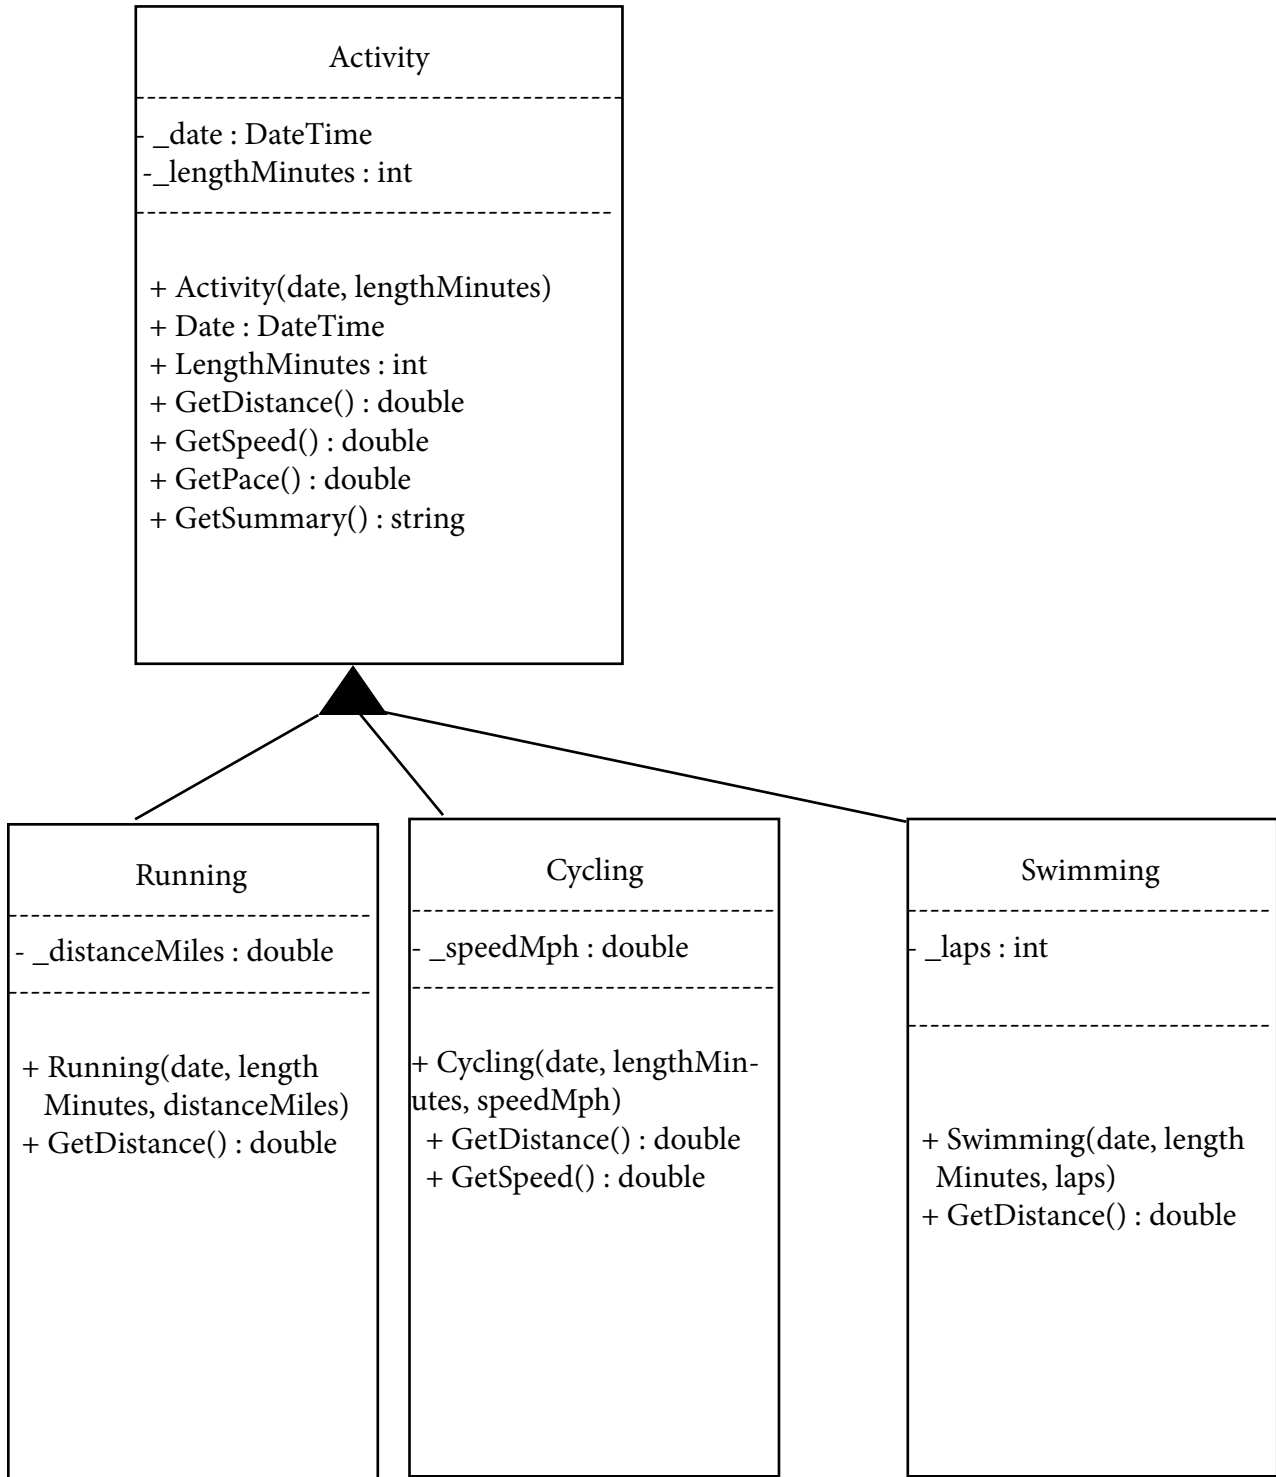 Activity
- _date : DateTime
-_lengthMinutes : int
+ Activity(date, lengthMinutes)
+ Date : DateTime
+ LengthMinutes : int
+ GetDistance() : double
+ GetSpeed() : double
+ GetPace() : double
+ GetSummary() : string
Running
- _distanceMiles : double
+ Running(date, length
Minutes, distanceMiles)
+ GetDistance() : double
Cycling
- _speedMph : double
+ Cycling(date, lengthMin-
utes, speedMph)
+ GetDistance() : double
+ GetSpeed() : double
Swimming
- _laps : int
+ Swimming(date, length
Minutes, laps)
+ GetDistance() : double